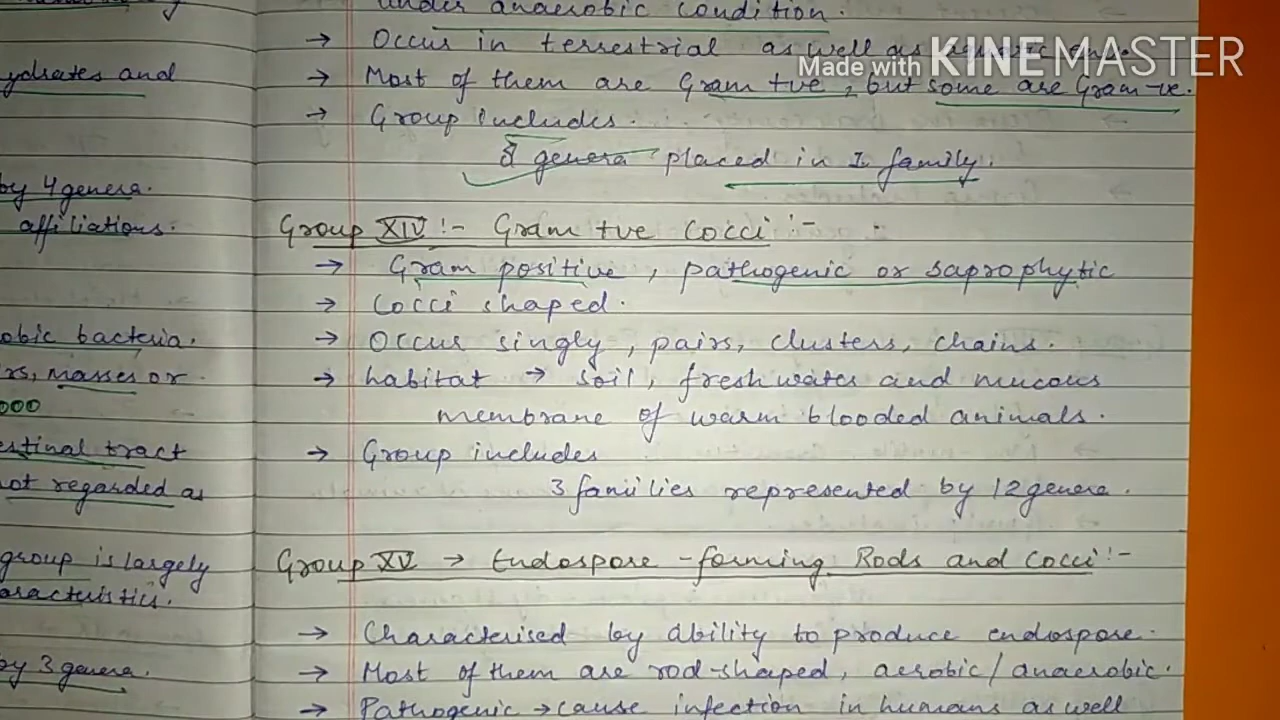 under anaerobic condition.
→ Occur in terrestrial as well as
→ Most of them are Gram +ve, but some are Gram -ve.
→ Group includes.
8 genera placed in I family.
Group XIV :- Gram +ve Cocci :-
→ Gram positive, pathogenic or saprophytic
→ Cocci shaped.
→ Occur singly, pairs, clusters, chains.
→ habitat → soil, fresh water and mucous
membrane of warm blooded animals.
→ Group includes
3 families represented by 12 genera.
Group XV → Endospore-forming Rods and Cocci :-
→ Characterised by ability to produce endospore.
→ Most of them are rod-shaped, aerobic/anaerobic.
→ Pathogenic → cause infection in humans as well
ydrates and
by 4 genera.
affiliations.
obic bacteria.
rs, masses or
000
estinal tract
not regarded as
group is largely
aracteristics.
by 3 genera.
Made with KINEMASTER